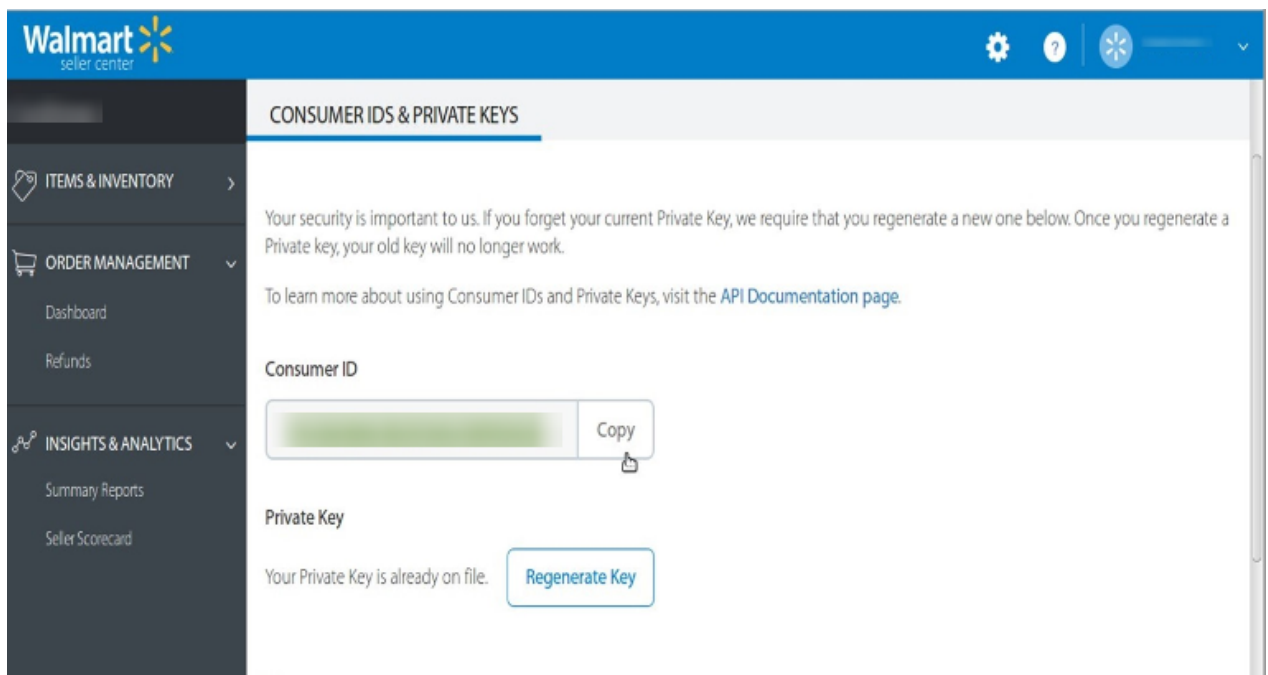 Walmart
seller center
?
CONSUMER IDS & PRIVATE KEYS
ITEMS & INVENTORY
ORDER MANAGEMENT
Dashboard
Refunds
INSIGHTS & ANALYTICS
Summary Reports
Seller Scorecard
Your security is important to us. If you forget your current Private Key, we require that you regenerate a new one below. Once you regenerate a
Private key, your old key will no longer work.
To learn more about using Consumer IDs and Private Keys, visit the API Documentation page.
Consumer ID
Copy
Private Key
Your Private Key is already on file. Regenerate Key